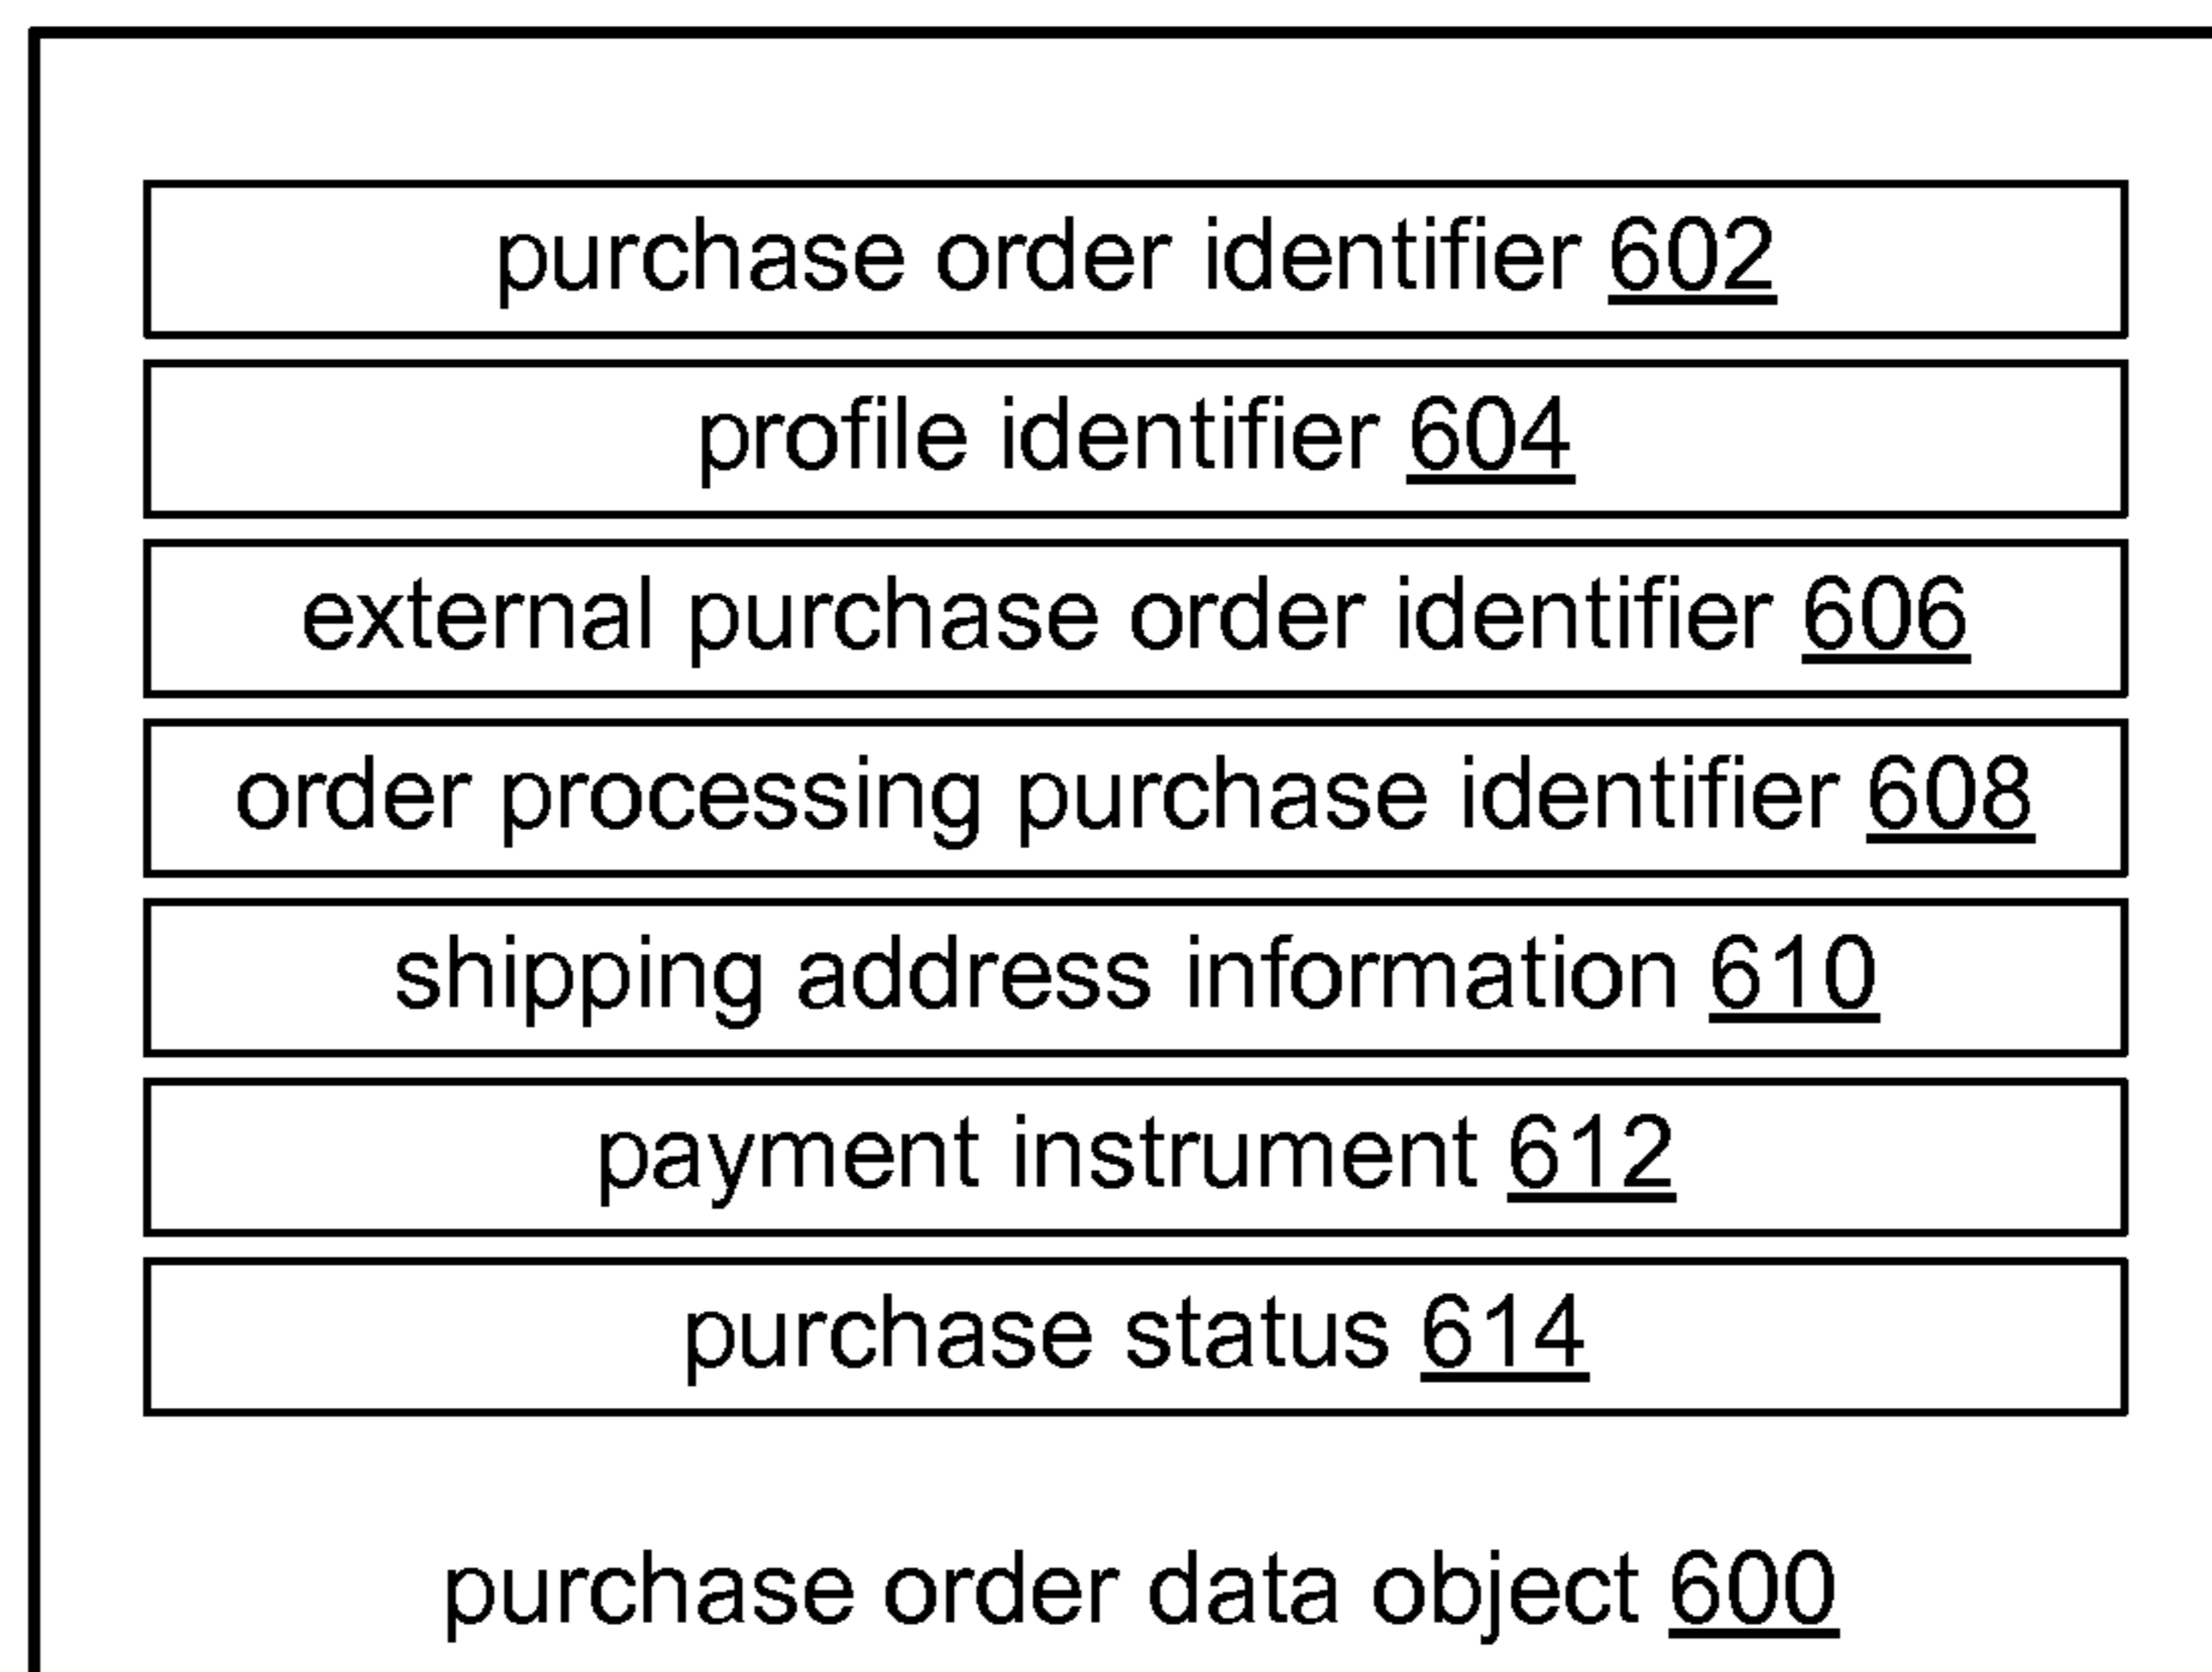 purchase order identifier 602
profile identifier 604
external purchase order identifier 606
order processing purchase identifier 608
shipping address information 610
payment instrument 612
purchase status 614
purchase order data object 600